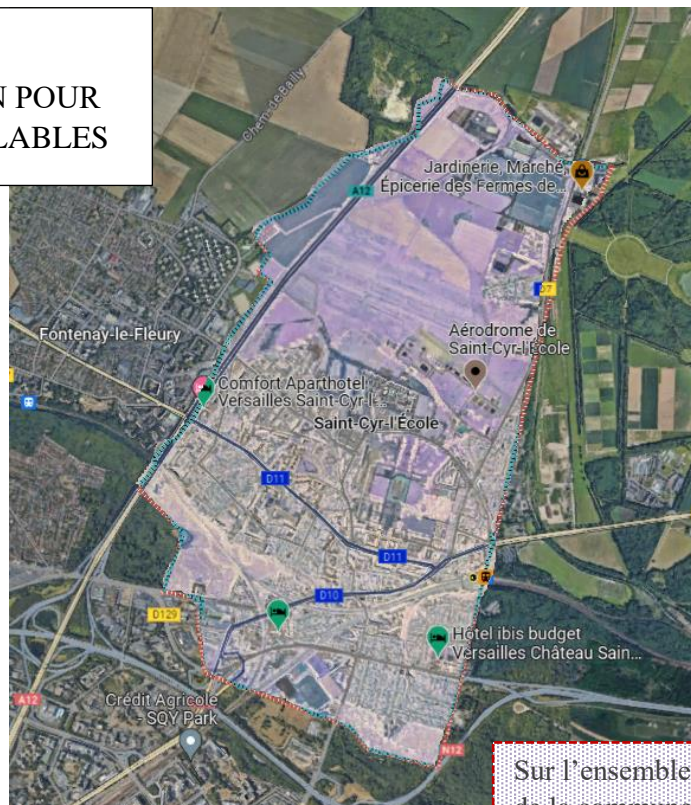 N POUR
LABLES
Chem. de Bailly
A12
Jardinerie, Marché,
Épicerie des Fermes de...
D7
Fontenay-le-Fleury
Aérodrome de
Saint-Cyr-l'École
Comfort Aparthotel
Versailles Saint-Cyr-l-...
Saint-Cyr-l'École
D11
D11
D10
D129
Hôtel ibis budget
Versailles Château Sain...
A12
Crédit Agricole
- SQY Park
N12
Sur l'ensemble